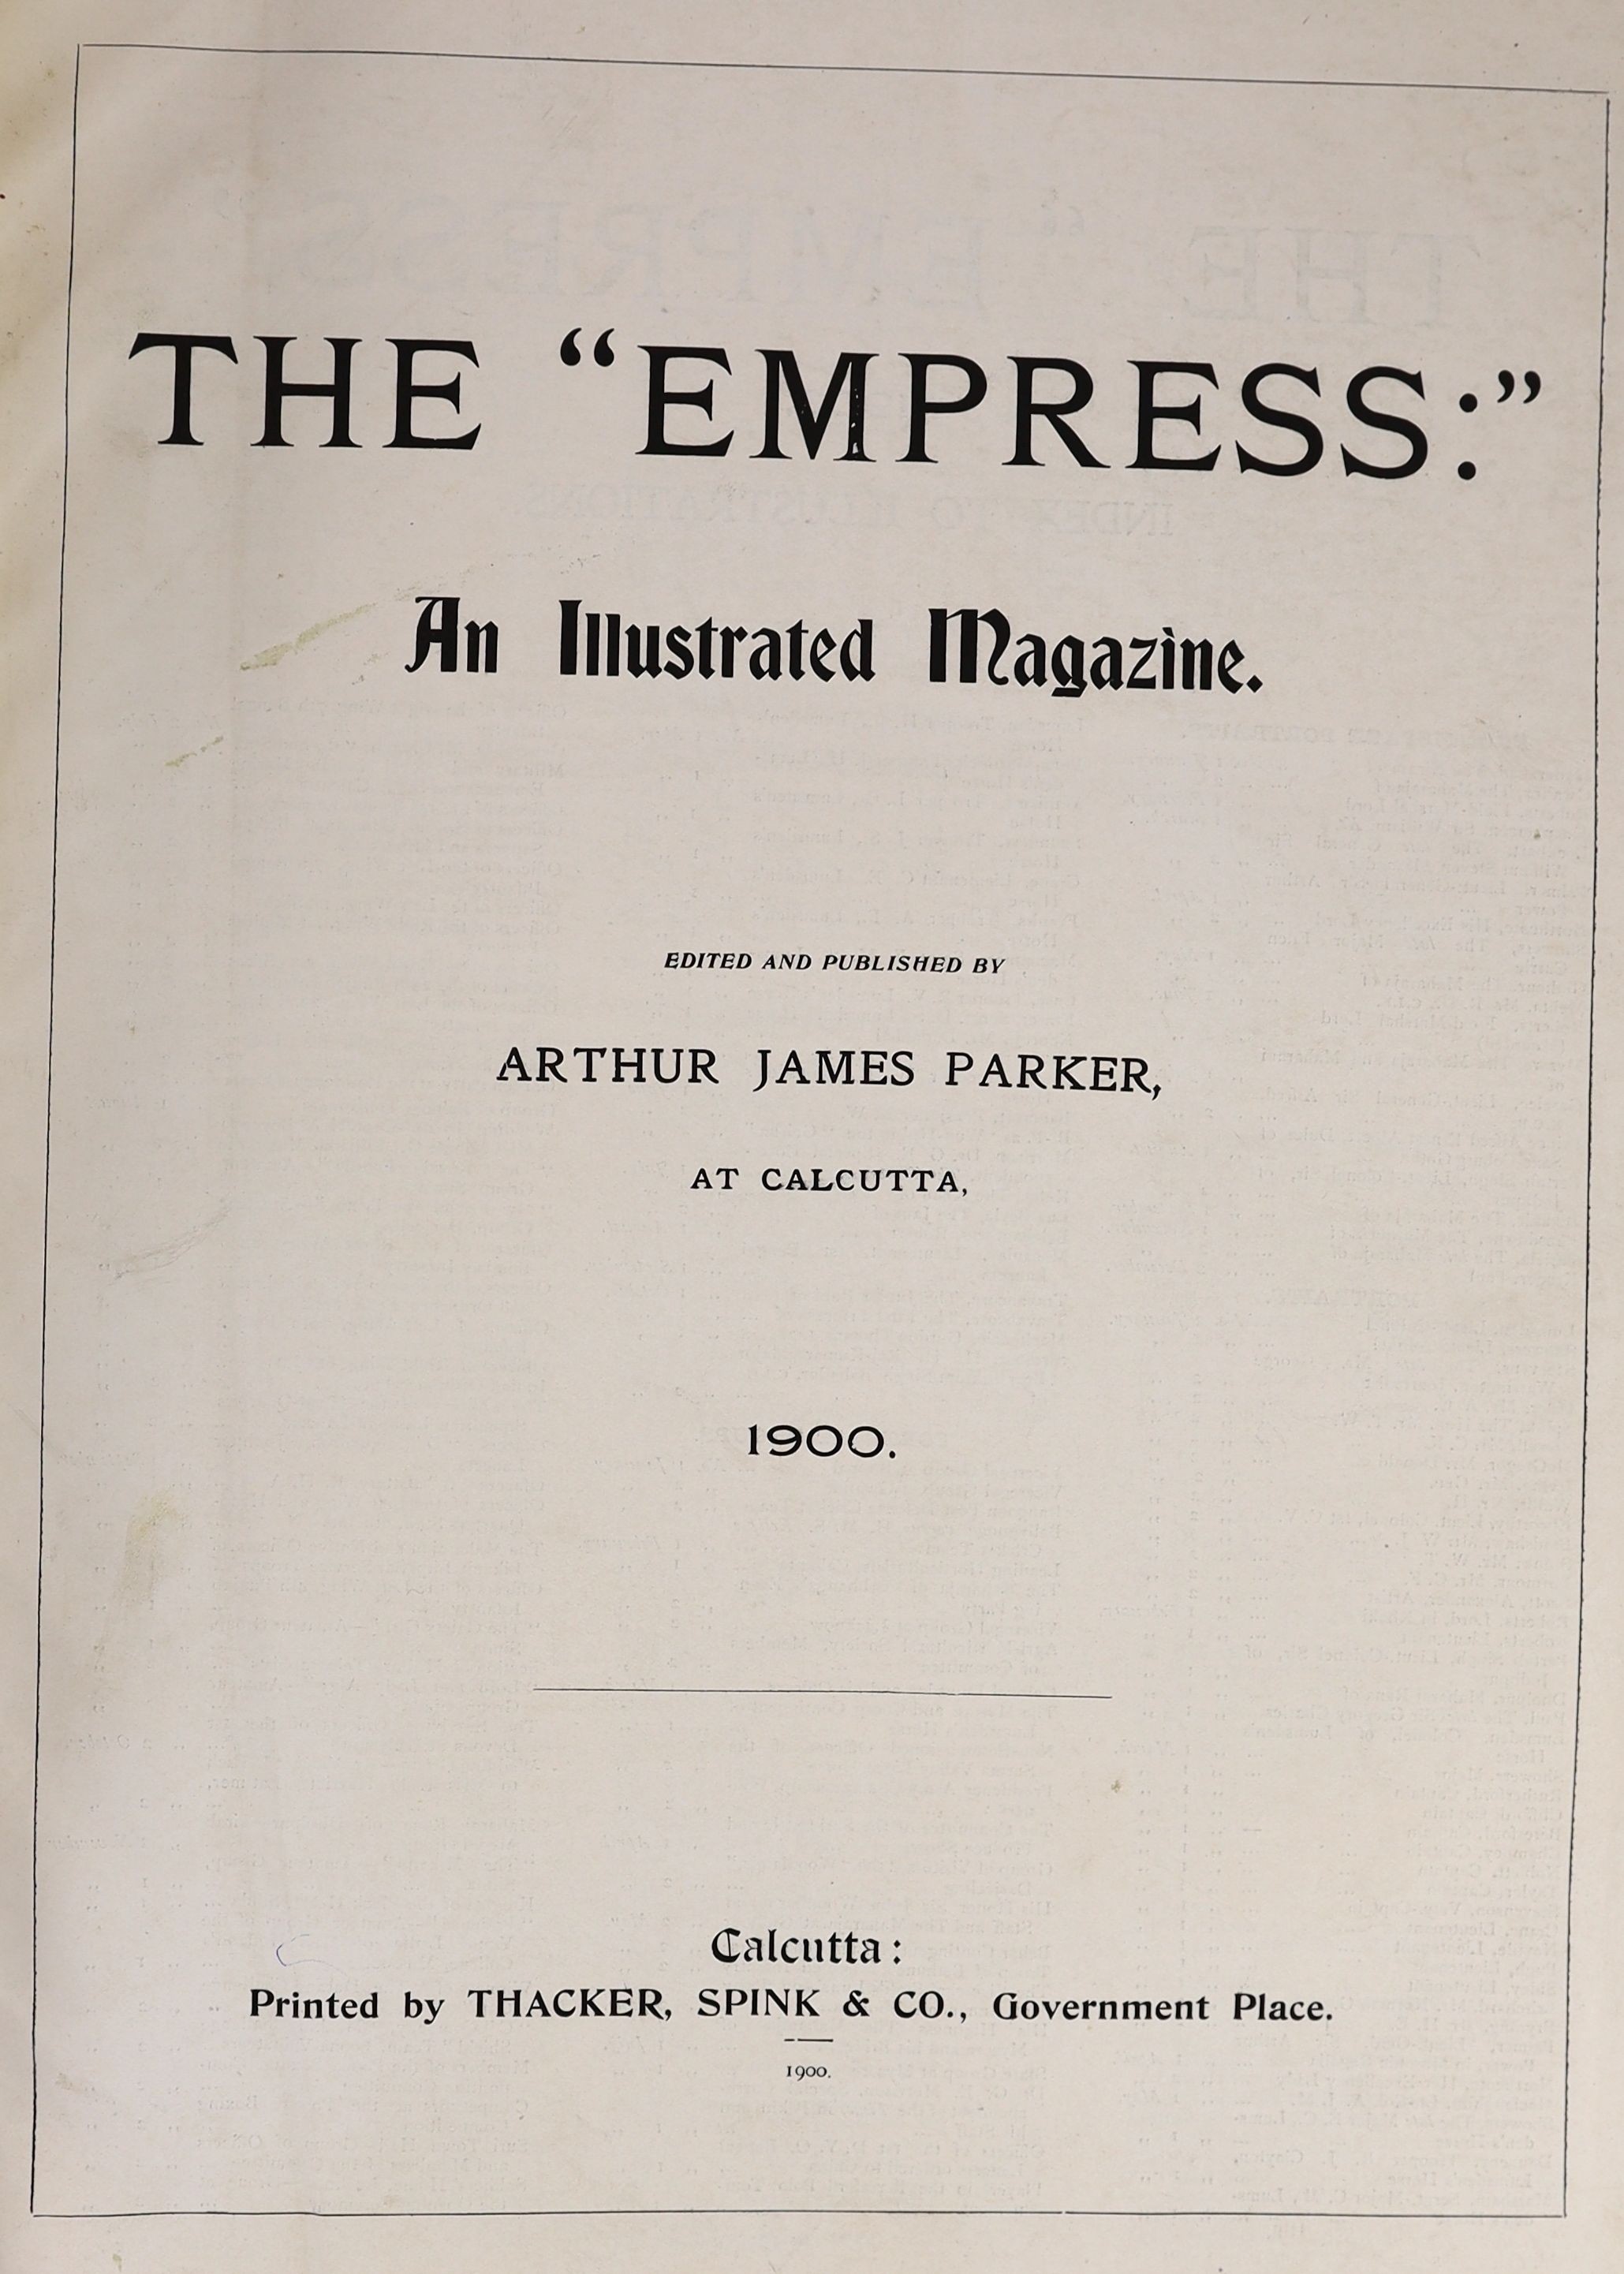 THE “EMPRESS:”
An Illustrated Magazine.
EDITED AND PUBLISHED BY
ARTHUR JAMES PARKER,
AT CALCUTTA,
1900.
Calcutta:
Printed by THACKER, SPINK & CO., Government Place.
1900.